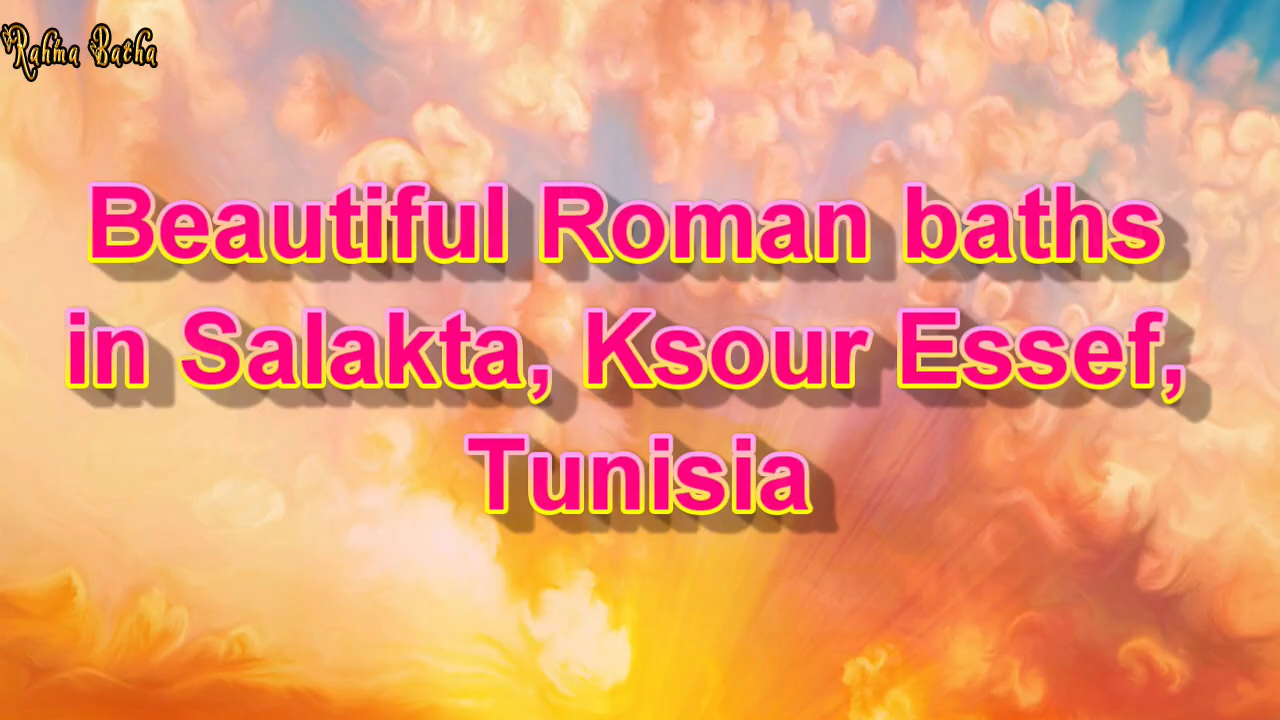 Rahma Batha
Beautiful Roman baths
in Salakta, Ksour Essef,
Tunisia